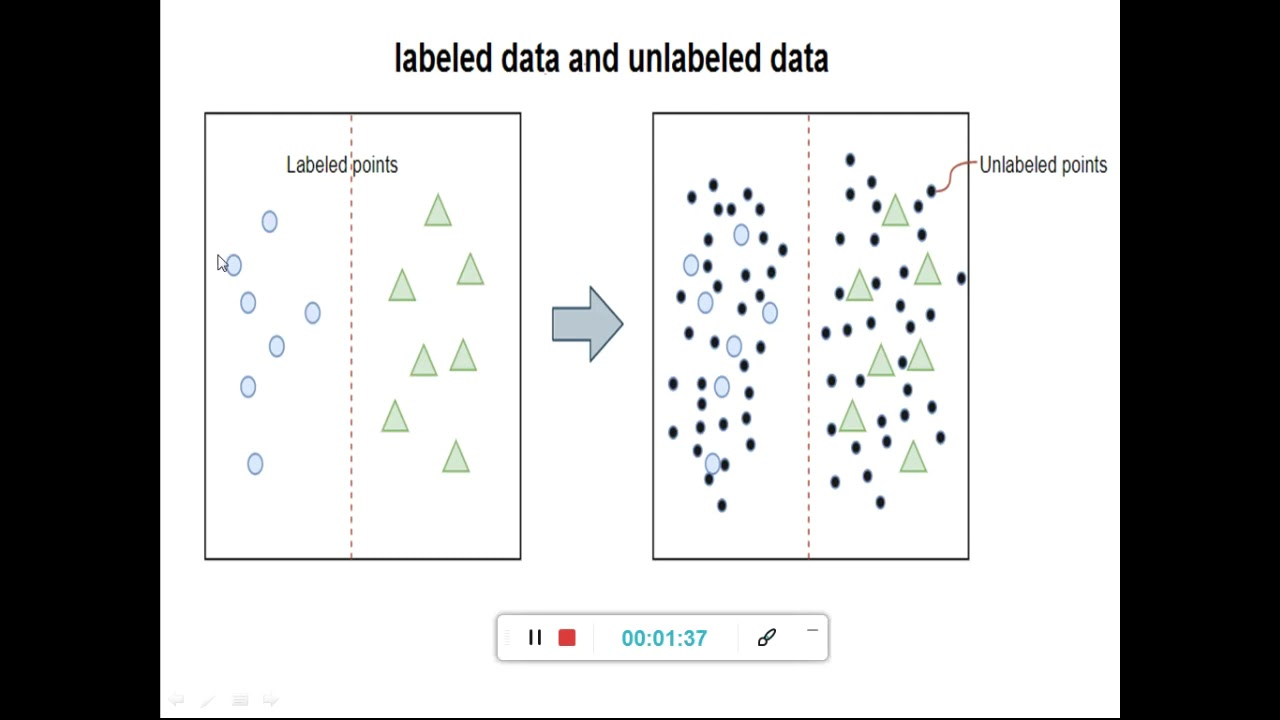 labeled data and unlabeled data
Labeled points
Unlabeled points
00:01:37